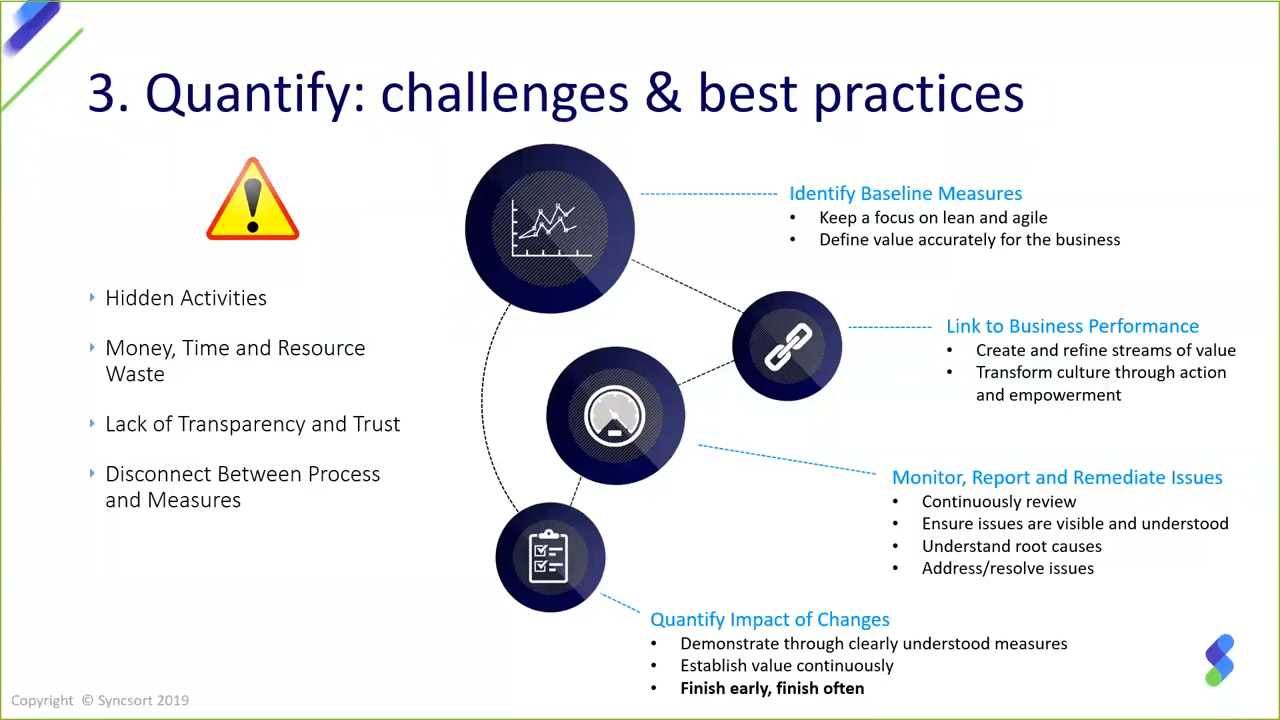 3. Quantify: challenges & best practices
Hidden Activities
Money, Time and Resource
Waste
Lack of Transparency and Trust
Disconnect Between Process
and Measures
Identify Baseline Measures
• Keep a focus on lean and agile
• Define value accurately for the business
Link to Business Performance
• Create and refine streams of value
• Transform culture through action
and empowerment
Monitor, Report and Remediate Issues
• Continuously review
• Ensure issues are visible and understood
• Understand root causes
• Address/resolve issues
Quantify Impact of Changes
• Demonstrate through clearly understood measures
• Establish value continuously
• Finish early, finish often
Copyright © Syncsort 2019